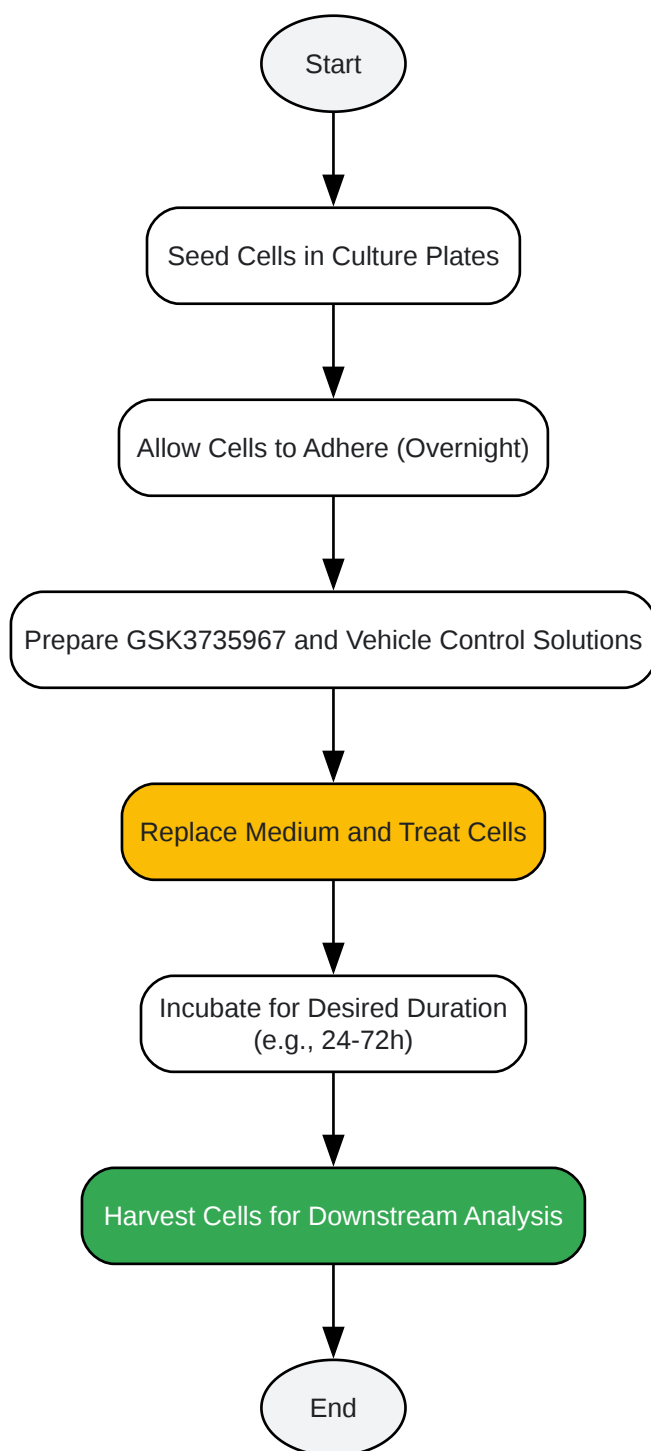 Start
Seed Cells in Culture Plates
Allow Cells to Adhere (Overnight)
Prepare GSK3735967 and Vehicle Control Solutions
Replace Medium and Treat Cells
Incubate for Desired Duration
(e.g., 24-72h)
Harvest Cells for Downstream Analysis
End